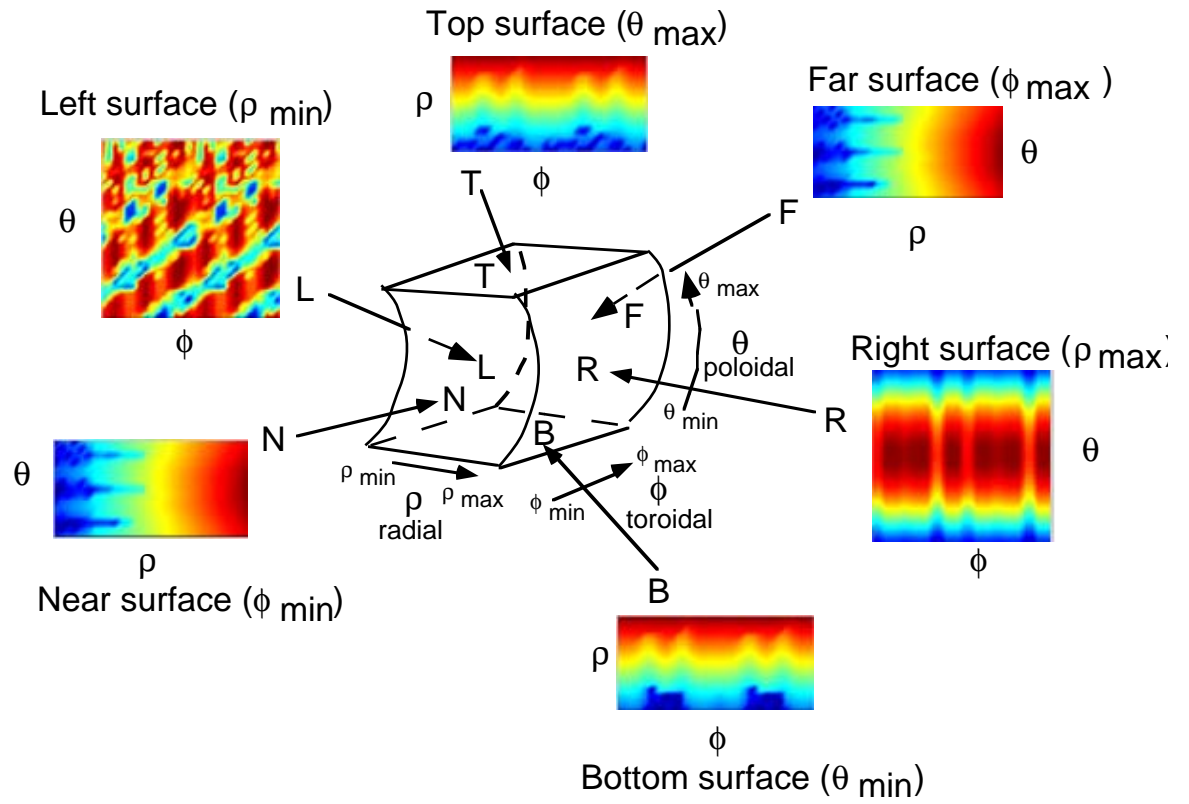 Top surface (θ max)
ρ
ϕ
Far surface (ϕ max )
θ
ρ
Left surface (ρ min)
θ
ϕ
T
F
T
L
F
θ max
θ
poloidal
θ min
L
R
N
N
B
R
Right surface (ρ max)
θ
ϕ
θ
ρ
Near surface (ϕ min)
ρ min
ρ
radial
ρ max
ϕ min
ϕ max
ϕ
toroidal
B
ρ
ϕ
Bottom surface (θ min)